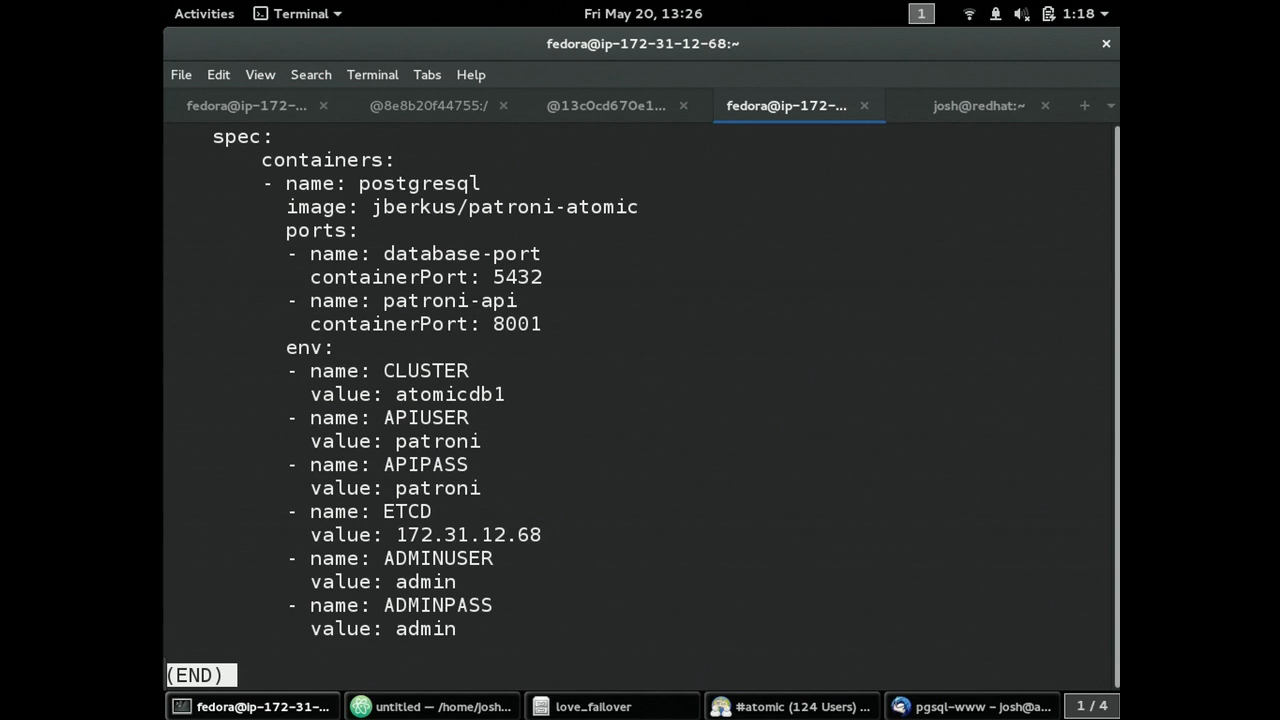 Activities Terminal Fri May 20, 13:26 1 1:18
fedora@ip-172-31-12-68:~ ×
File Edit View Search Terminal Tabs Help
fedora@ip-172-... × @8e8b20f44755:/ × @13c0cd670e1... × fedora@ip-172-... × josh@redhat:~ × +
spec:
containers:
- name: postgresql
image: jberkus/patroni-atomic
ports:
- name: database-port
containerPort: 5432
- name: patroni-api
containerPort: 8001
env:
- name: CLUSTER
value: atomicdb1
- name: APIUSER
value: patroni
- name: APIPASS
value: patroni
- name: ETCD
value: 172.31.12.68
- name: ADMINUSER
value: admin
- name: ADMINPASS
value: admin
(END)
fedora@ip-172-31-... untitled — /home/josh... love_failover #atomic (124 Users) ... pgsql-www – josh@a... 1 / 4